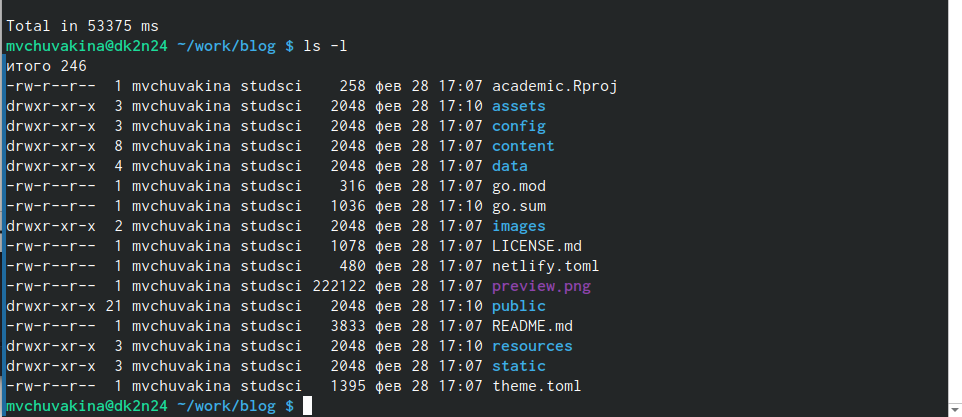 Total in 53375 ms
mvchuvakina@dk2n24 ~/work/blog $ ls -l
итого 246
-rw-r--r--  1 mvchuvakina studsci    258 фев 28 17:07 academic.Rproj
drwxr-xr-x  3 mvchuvakina studsci   2048 фев 28 17:10 assets
drwxr-xr-x  3 mvchuvakina studsci   2048 фев 28 17:07 config
drwxr-xr-x  8 mvchuvakina studsci   2048 фев 28 17:07 content
drwxr-xr-x  4 mvchuvakina studsci   2048 фев 28 17:07 data
-rw-r--r--  1 mvchuvakina studsci    316 фев 28 17:07 go.mod
-rw-r--r--  1 mvchuvakina studsci   1036 фев 28 17:10 go.sum
drwxr-xr-x  2 mvchuvakina studsci   2048 фев 28 17:07 images
-rw-r--r--  1 mvchuvakina studsci   1078 фев 28 17:07 LICENSE.md
-rw-r--r--  1 mvchuvakina studsci    480 фев 28 17:07 netlify.toml
-rw-r--r--  1 mvchuvakina studsci 222122 фев 28 17:07 preview.png
drwxr-xr-x 21 mvchuvakina studsci   2048 фев 28 17:10 public
-rw-r--r--  1 mvchuvakina studsci   3833 фев 28 17:07 README.md
drwxr-xr-x  3 mvchuvakina studsci   2048 фев 28 17:10 resources
drwxr-xr-x  3 mvchuvakina studsci   2048 фев 28 17:07 static
-rw-r--r--  1 mvchuvakina studsci   1395 фев 28 17:07 theme.toml
mvchuvakina@dk2n24 ~/work/blog $